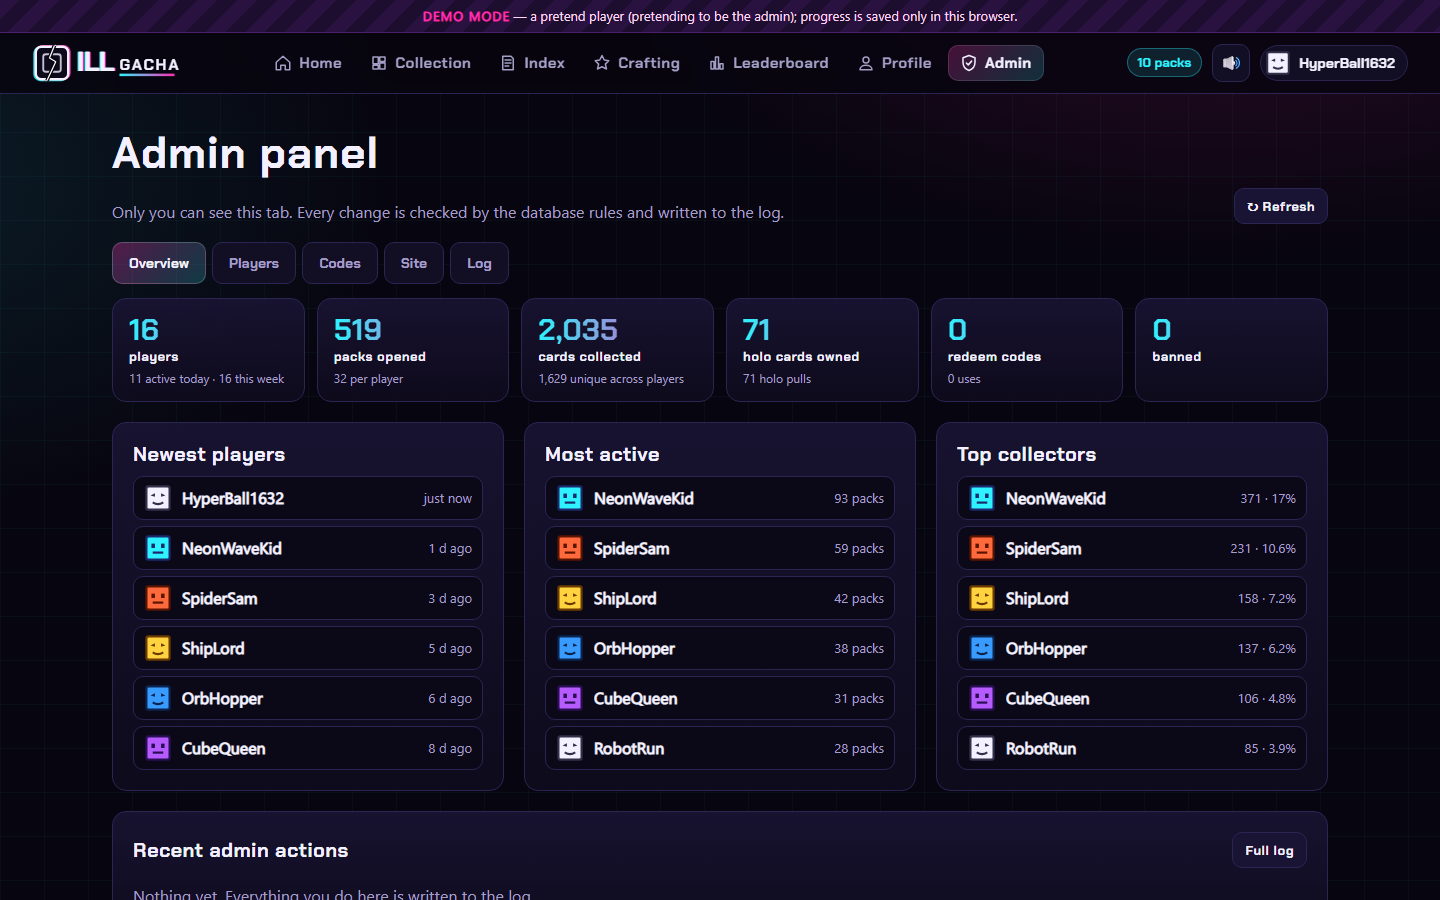 DEMO MODE — a pretend player (pretending to be the admin); progress is saved only in this browser.
ILL GACHA
Home
Collection
Index
Crafting
Leaderboard
Profile
Admin
10 packs
HyperBall1632
Admin panel
Only you can see this tab. Every change is checked by the database rules and written to the log.
↻ Refresh
Overview
Players
Codes
Site
Log
16
players
11 active today · 16 this week
519
packs opened
32 per player
2,035
cards collected
1,629 unique across players
71
holo cards owned
71 holo pulls
0
redeem codes
0 uses
0
banned
Newest players
HyperBall1632 just now
NeonWaveKid 1 d ago
SpiderSam 3 d ago
ShipLord 5 d ago
OrbHopper 6 d ago
CubeQueen 8 d ago
Most active
NeonWaveKid 93 packs
SpiderSam 59 packs
ShipLord 42 packs
OrbHopper 38 packs
CubeQueen 31 packs
RobotRun 28 packs
Top collectors
NeonWaveKid 371 · 17%
SpiderSam 231 · 10.6%
ShipLord 158 · 7.2%
OrbHopper 137 · 6.2%
CubeQueen 106 · 4.8%
RobotRun 85 · 3.9%
Recent admin actions
Full log
Nothing yet. Everything you do here is written to the log.